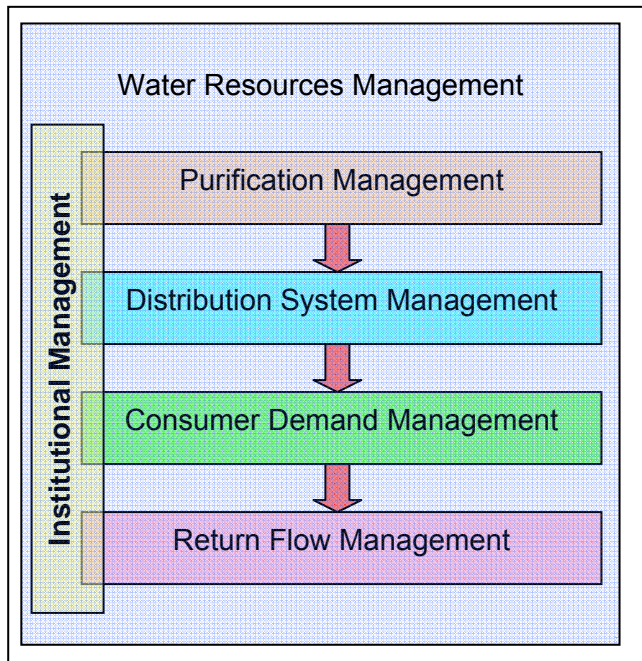 Water Resources Management
Institutional Management
Purification Management
Distribution System Management
Consumer Demand Management
Return Flow Management